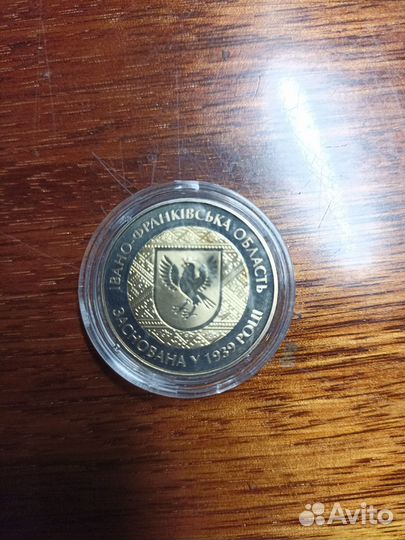 ІВАНО-ФРАНКІВСЬКА ОБЛАСТЬ
ЗАСНОВАНА У 1939 РОЦІ
Avito